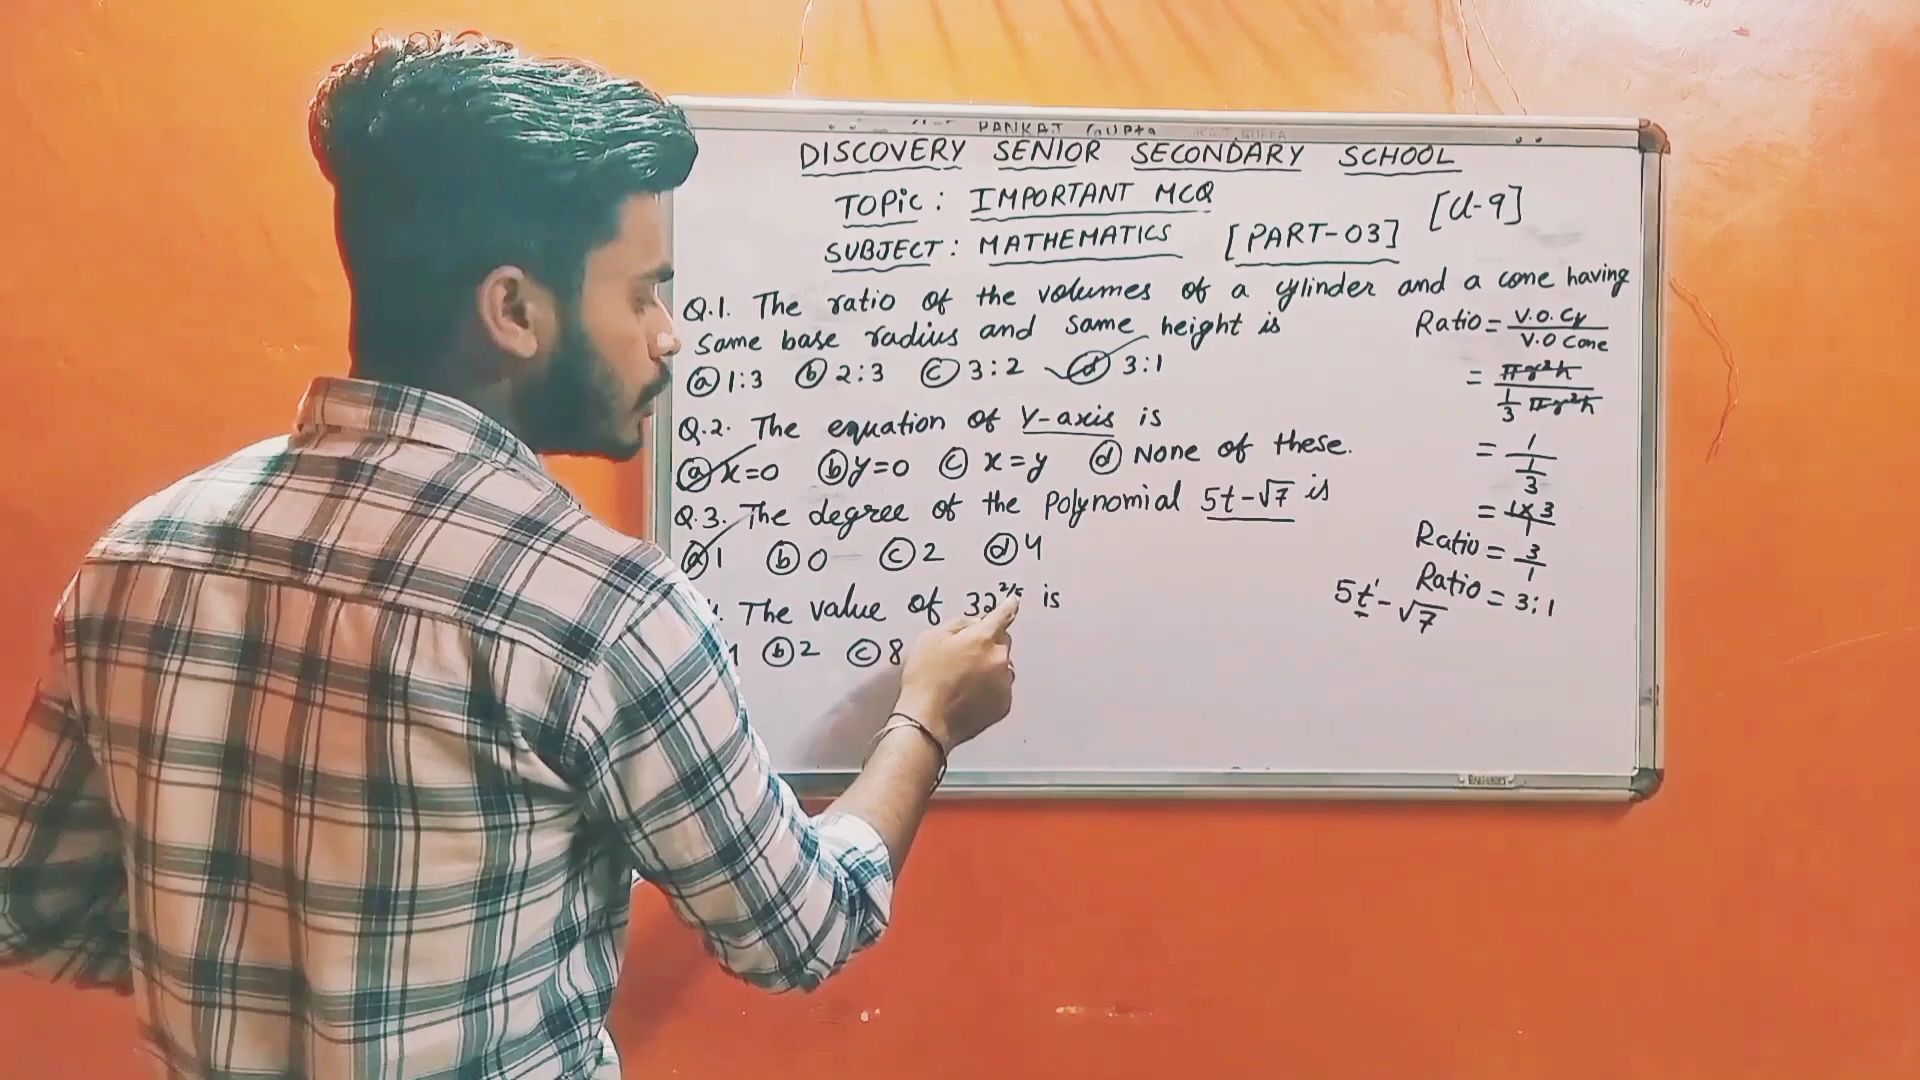 PANKAJ GUPTA
DISCOVERY SENIOR SECONDARY SCHOOL
TOPIC : IMPORTANT MCQ
[Cl-9]
SUBJECT : MATHEMATICS [PART-03]
Q.1. The ratio of the volumes of a cylinder and a cone having
same base radius and same height is
ⓐ 1:3 ⓑ 2:3 ⓒ 3:2 ⓓ 3:1
Q.2. The equation of Y-axis is
ⓐ x=0 ⓑ y=0 ⓒ x=y ⓓ None of these.
Q.3. The degree of the Polynomial 5t-√7 is
ⓐ 1 ⓑ 0 ⓒ 2 ⓓ 4
The value of 32^2/5 is
ⓑ 2 ⓒ 8
Ratio = V.O.Cy / V.O Cone
= πr²h / 1/3 πr²h
= 1 / 1/3
= 1×3 / 1
Ratio = 3/1
Ratio = 3:1
5t¹-√7